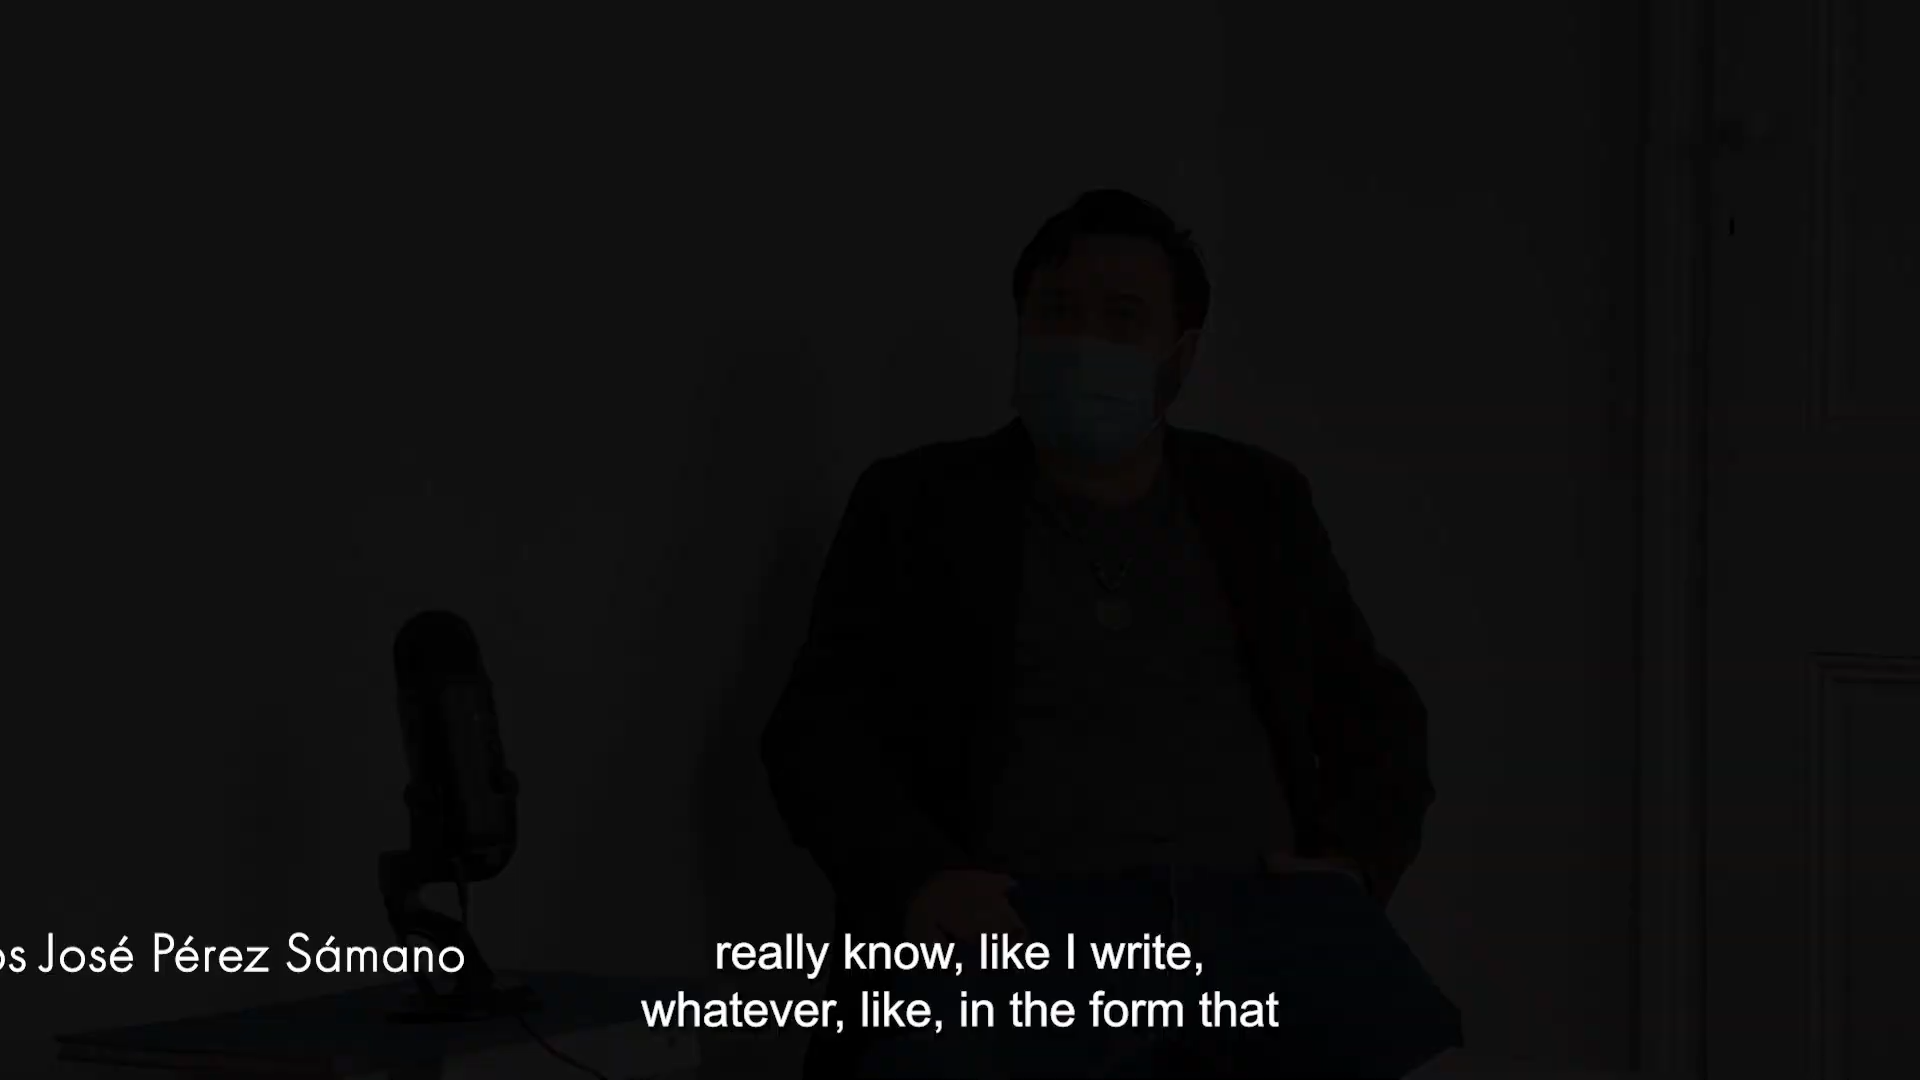 os José Pérez Sámano
really know, like I write,
whatever, like, in the form that